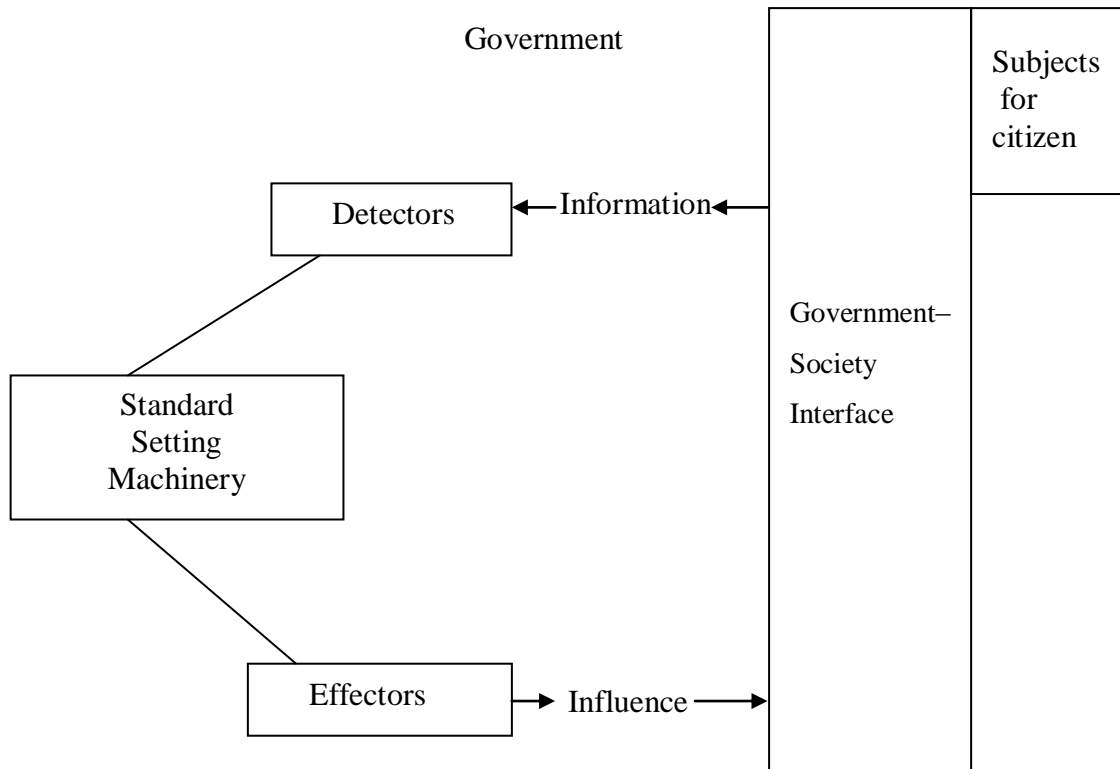 Government
Subjects
for
citizen
Detectors
Information
Government–
Society
Interface
Standard
Setting
Machinery
Effectors
Influence